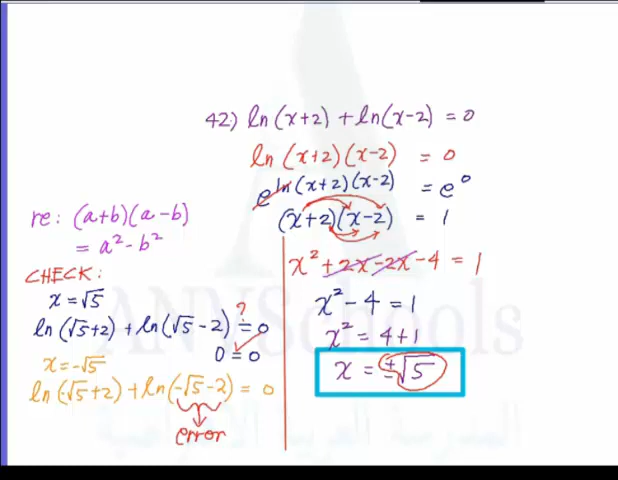 42) ln(x+2) + ln(x-2) = 0
ln (x+2)(x-2) = 0
e^ln(x+2)(x-2) = e^0
(x+2)(x-2) = 1
x² + 2x - 2x - 4 = 1
x² - 4 = 1
x² = 4+1
x = ±√5
re: (a+b)(a-b)
= a² - b²
CHECK:
x = √5
ln(√5+2) + ln(√5-2) ≟ 0
0 = 0
x = -√5
ln(-√5+2) + ln(-√5-2) = 0
error
ANVSchools